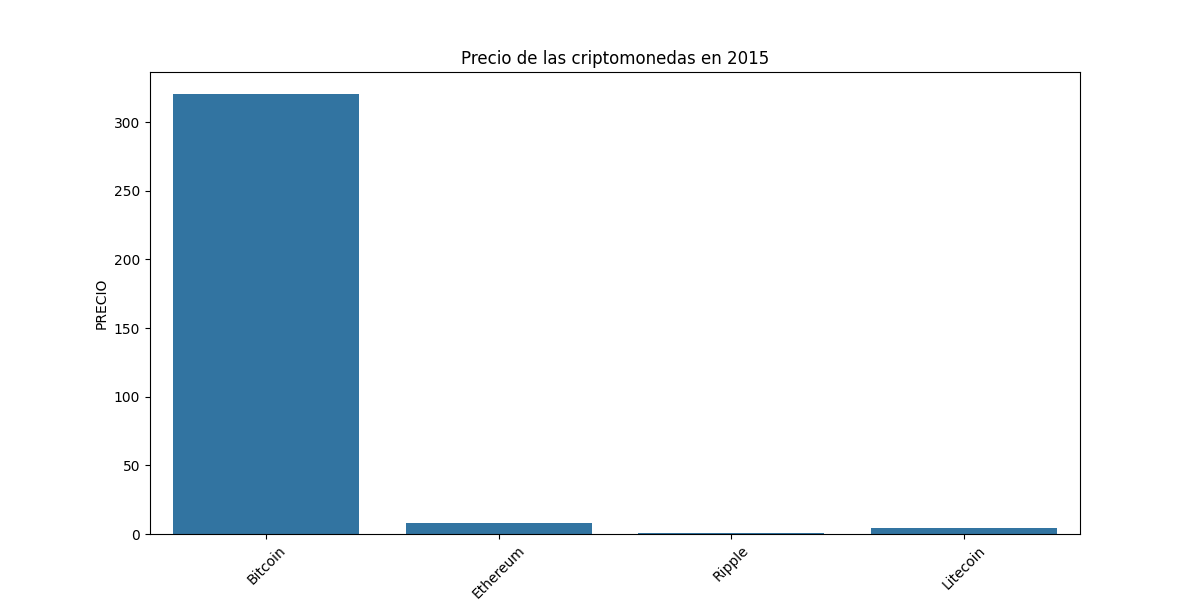 Precio de las criptomonedas en 2015
PRECIO
300
250
200
150
100
50
0
Bitcoin
Ethereum
Ripple
Litecoin